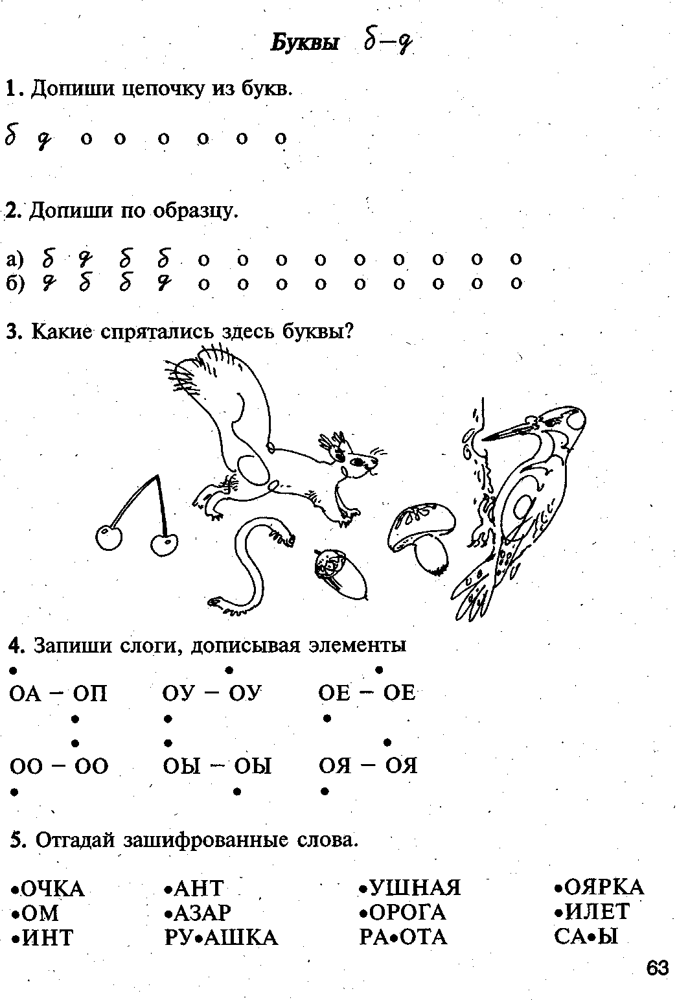 Буквы б–д
1. Допиши цепочку из букв.
б д о о о о о о
2. Допиши по образцу.
а) б д б б о о о о о о о о о
б) д б б д о о о о о о о о о
3. Какие спрятались здесь буквы?
4. Запиши слоги, дописывая элементы
• • •
ОА – ОП ОУ – ОУ ОЕ – ОЕ
• • •
• • •
ОО – ОО ОЫ – ОЫ ОЯ – ОЯ
• • •
5. Отгадай зашифрованные слова.
•ОЧКА •АНТ •УШНАЯ •ОЯРКА
•ОМ •АЗАР •ОРОГА •ИЛЕТ
•ИНТ РУ•АШКА РА•ОТА СА•Ы
63